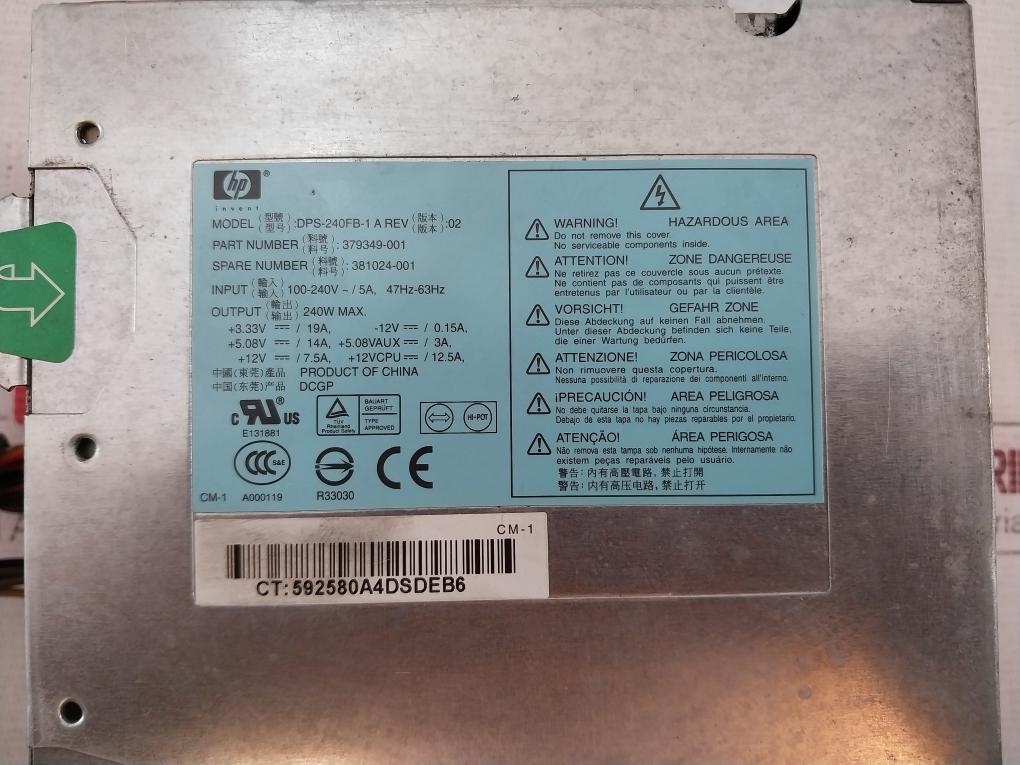 hp ®
invent
MODEL (型號 型号) :DPS-240FB-1 A REV (版本 版本) :02
PART NUMBER (料號 料号) : 379349-001
SPARE NUMBER (料號 料号) : 381024-001
INPUT (輸入 输入) 100-240V ~ / 5A, 47Hz-63Hz
OUTPUT (輸出 输出) 240W MAX.
+3.33V ⎓ / 19A, -12V ⎓ / 0.15A,
+5.08V ⎓ / 14A, +5.08VAUX ⎓ / 3A,
+12V ⎓ / 7.5A, +12VCPU ⎓ / 12.5A,
中國(東莞)產品 PRODUCT OF CHINA
中国(东莞)产品 DCGP
c RU ® US
E131881
TÜV
Rheinland
Product Safety
BAUART
GEPRÜFT
TYPE
APPROVED
HI-POT
CCC S&E
CE
CM-1 A000119 R33030
WARNING! HAZARDOUS AREA
Do not remove this cover.
No serviceable components inside.
ATTENTION! ZONE DANGEREUSE
Ne retirez pas ce couvercle sous aucun prétexte.
Ne contient pas de composants qui puissent être
entretenus par l'utilisateur ou par la clientèle.
VORSICHT! GEFAHR ZONE
Diese Abdeckung auf keinen Fall abnehmen.
Unter dieser Abdeckung befinden sich keine Teile,
die einer Wartung bedürfen.
ATTENZIONE! ZONA PERICOLOSA
Non rimuovere questa copertura.
Nessuna possibilità di reparazione dei componenti all'interno.
¡PRECAUCIÓN! AREA PELIGROSA
No debe quitarse la tapa bajo ninguna circunstancia.
Debajo de esta tapa no hay piezas reparables por el propietario.
ATENÇÃO! ÁREA PERIGOSA
Não remova esta tampa sob nenhuma hipótese. Internamente não
existem peças reparáveis pelo usuário.
警告: 內有高壓電路, 禁止打開
警告: 内有高压电路, 禁止打开
CM-1
CT:592580A4DSDEB6